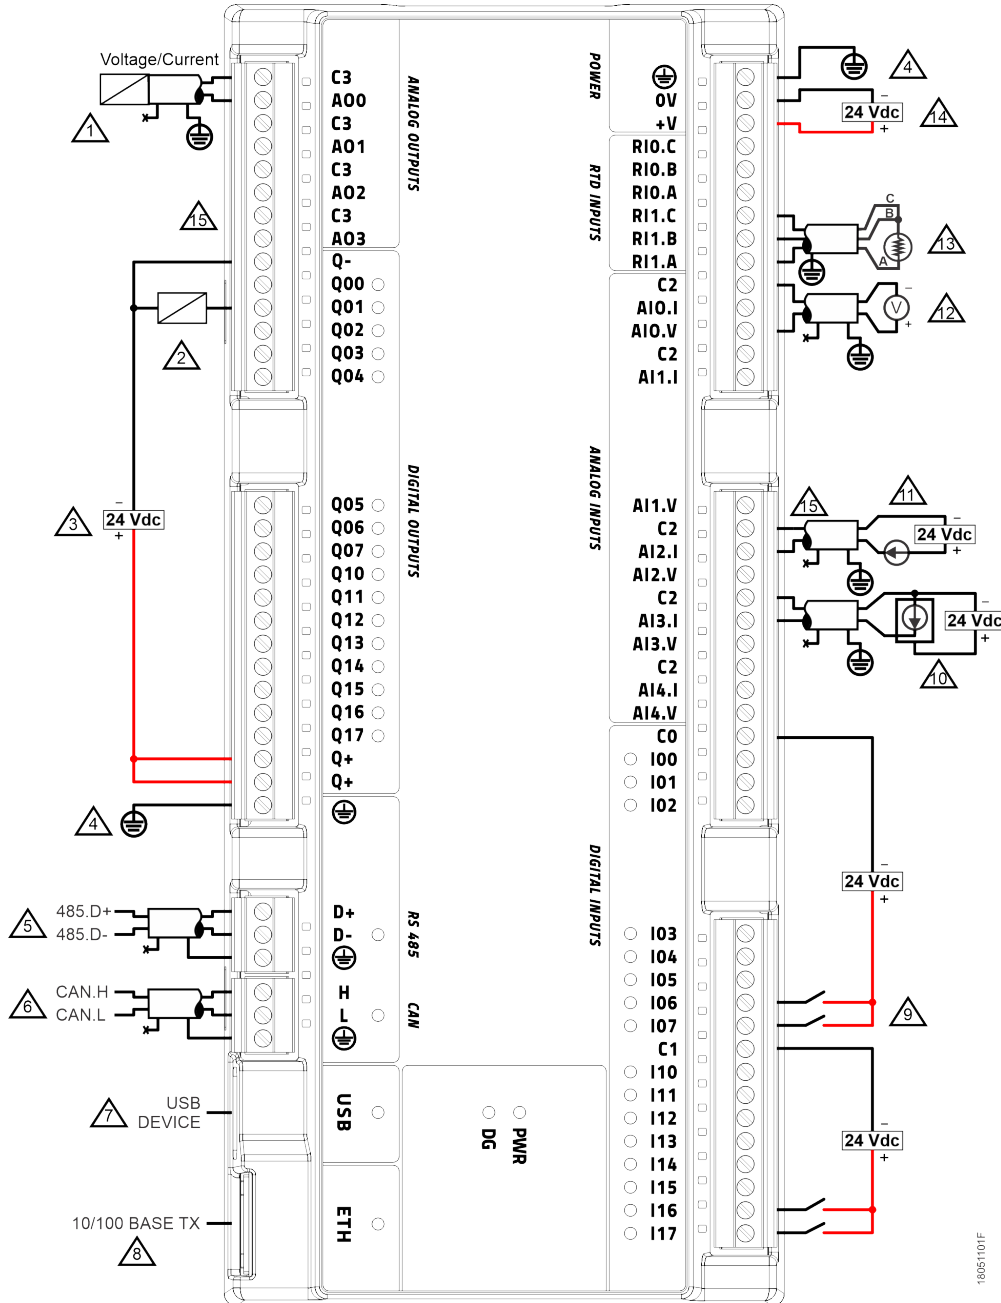 Voltage/Current
1
C3
AO0
C3
AO1
C3
AO2
C3
AO3
ANALOG OUTPUTS
15
Q-
Q00
Q01
Q02
Q03
Q04
2
Q05
Q06
Q07
Q10
Q11
Q12
Q13
Q14
Q15
Q16
Q17
Q+
Q+
DIGITAL OUTPUTS
3
−
24 Vdc
+
4
5
485.D+
485.D-
D+
D-
RS 485
6
CAN.H
CAN.L
H
L
CAN
7
USB
DEVICE
USB
10/100 BASE TX
8
ETH
DG
PWR
POWER
0V
+V
4
−
24 Vdc
+
14
RTD INPUTS
RI0.C
RI0.B
RI0.A
RI1.C
RI1.B
RI1.A
C
B
A
13
ANALOG INPUTS
C2
AI0.I
AI0.V
C2
AI1.I
−
V
+
12
AI1.V
C2
AI2.I
AI2.V
C2
AI3.I
AI3.V
C2
AI4.I
AI4.V
15
11
−
24 Vdc
+
−
24 Vdc
+
10
DIGITAL INPUTS
C0
I00
I01
I02
I03
I04
I05
I06
I07
C1
I10
I11
I12
I13
I14
I15
I16
I17
−
24 Vdc
+
9
−
24 Vdc
+
18051101F